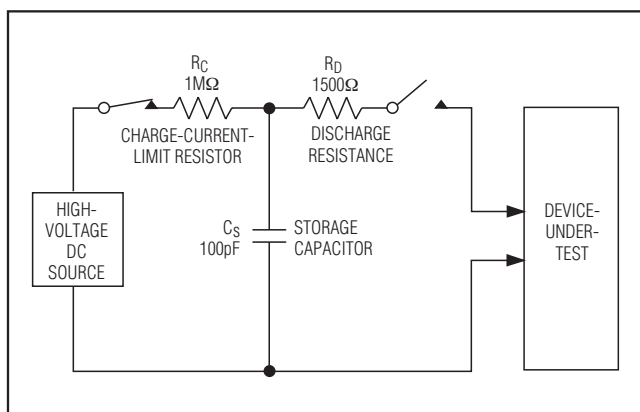 RC
1MΩ
CHARGE-CURRENT-
LIMIT RESISTOR
RD
1500Ω
DISCHARGE
RESISTANCE
HIGH-
VOLTAGE
DC
SOURCE
CS
100pF
STORAGE
CAPACITOR
DEVICE-
UNDER-
TEST